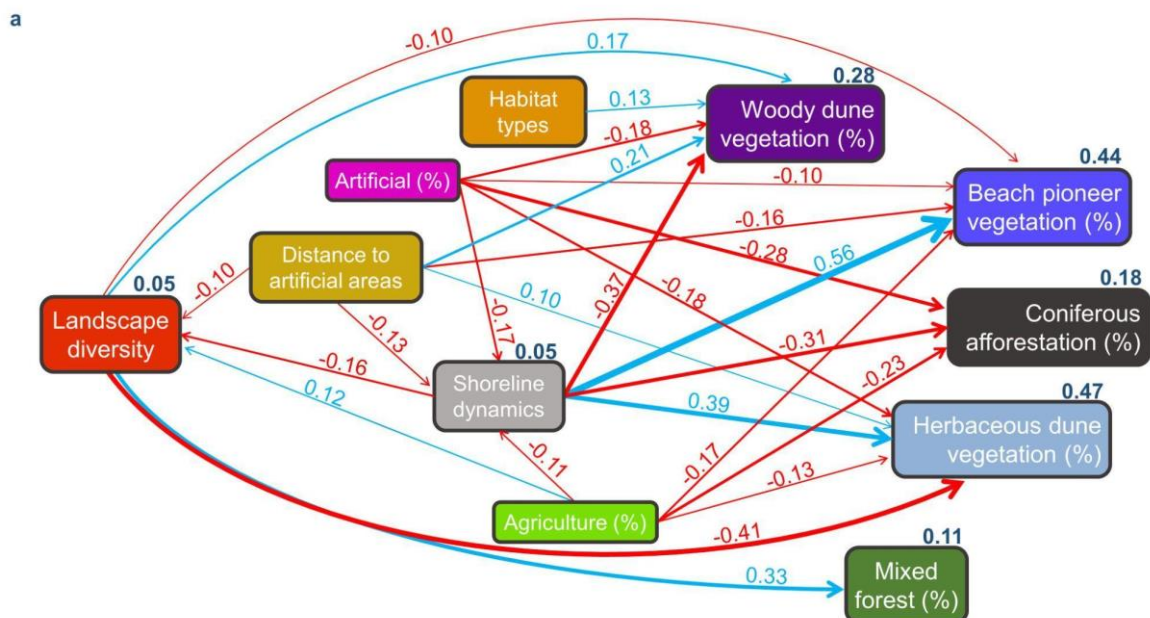 a
-0.10
0.17
0.28
Habitat
types
0.13
Woody dune
vegetation (%)
-0.18
0.21
0.44
Artificial (%)
-0.10
Beach pioneer
vegetation (%)
-0.16
Distance to
artificial areas
-0.28
0.56
-0.10
0.05
0.10
-0.37
-0.18
0.18
Landscape
diversity
-0.13
-0.17
Coniferous
afforestation (%)
-0.31
-0.16
0.05
-0.23
Shoreline
dynamics
0.12
0.39
0.47
Herbaceous dune
vegetation (%)
-0.17
-0.11
-0.13
Agriculture (%)
-0.41
0.11
0.33
Mixed
forest (%)